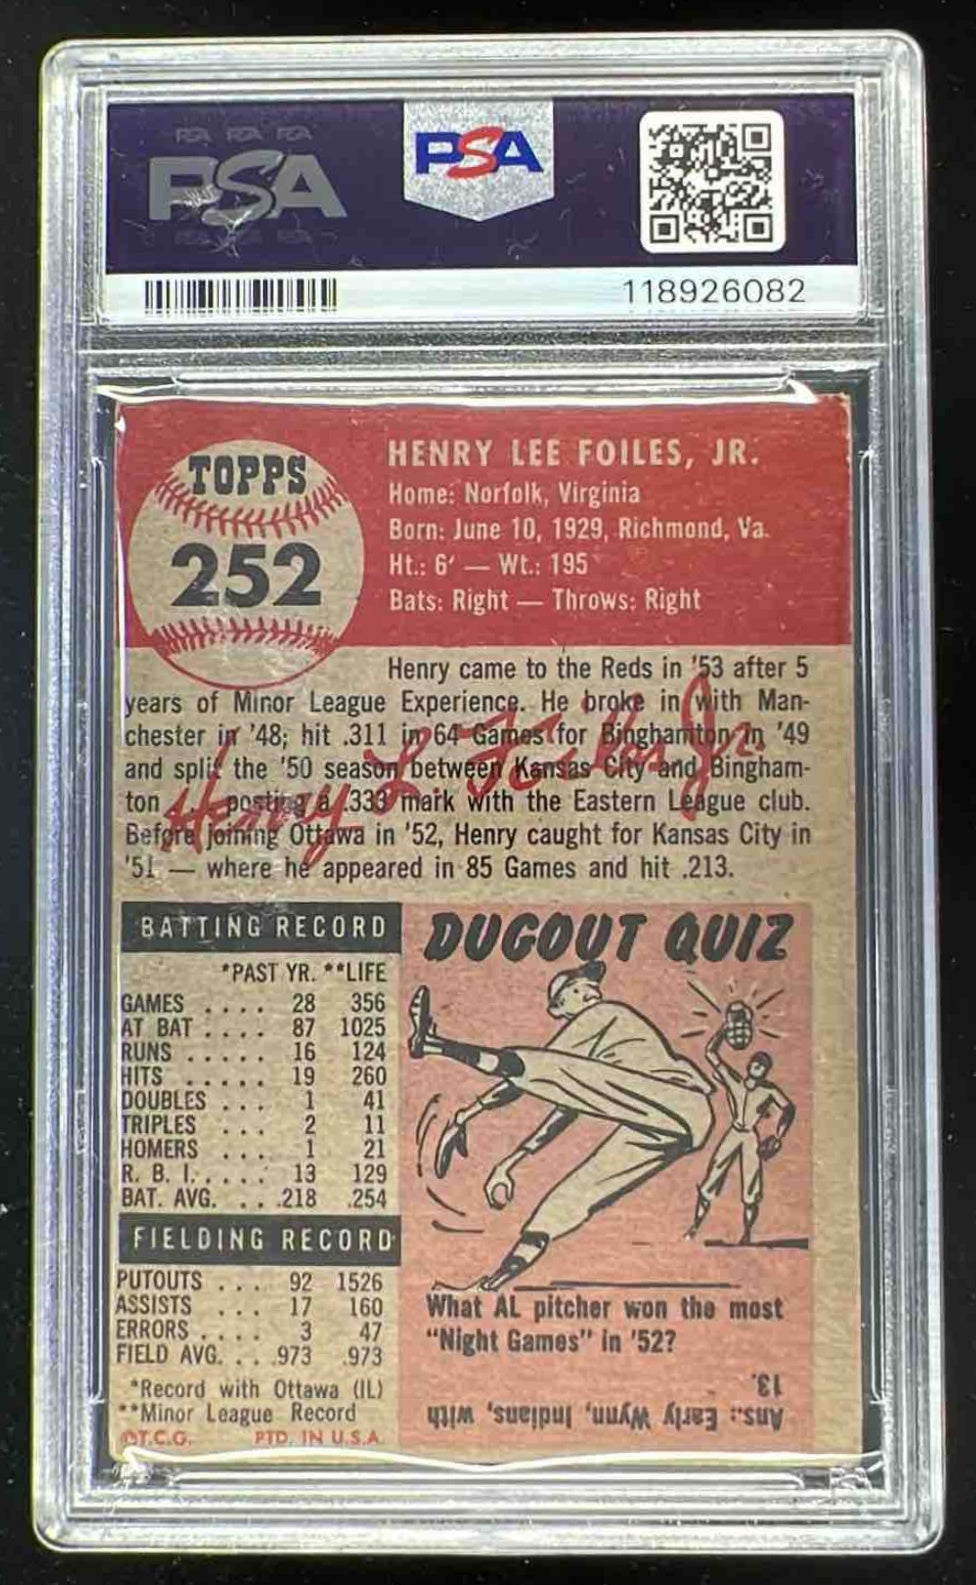 PSA PSA PSA
PSA
PSA
PSA PSA PSA
118926082
TOPPS
252
HENRY LEE FOILES, JR.
Home: Norfolk, Virginia
Born: June 10, 1929, Richmond, Va.
Ht.: 6' — Wt.: 195
Bats: Right — Throws: Right
Henry came to the Reds in '53 after 5
years of Minor League Experience. He broke in with Man-
chester in '48; hit .311 in 64 Games for Binghamton in '49
and split the '50 season between Kansas City and Bingham-
ton . . . posting a .333 mark with the Eastern League club.
Before joining Ottawa in '52, Henry caught for Kansas City in
'51 — where he appeared in 85 Games and hit .213.
Henry L Foiles Jr.
BATTING RECORD
*PAST YR. **LIFE
GAMES . . . . 28 356
AT BAT . . . . 87 1025
RUNS . . . . . 16 124
HITS . . . . . 19 260
DOUBLES . . . 1 41
TRIPLES . . . 2 11
HOMERS . . . 1 21
R. B. I. . . . . . 13 129
BAT. AVG. . . . .218 .254
FIELDING RECORD
PUTOUTS . . . 92 1526
ASSISTS . . . 17 160
ERRORS . . . . 3 47
FIELD AVG. . . .973 .973
*Record with Ottawa (IL)
**Minor League Record
©T.C.G. PTD. IN U.S.A.
DUGOUT QUIZ
What AL pitcher won the most
"Night Games" in '52?
Ans.: Early Wynn, Indians, with
13.